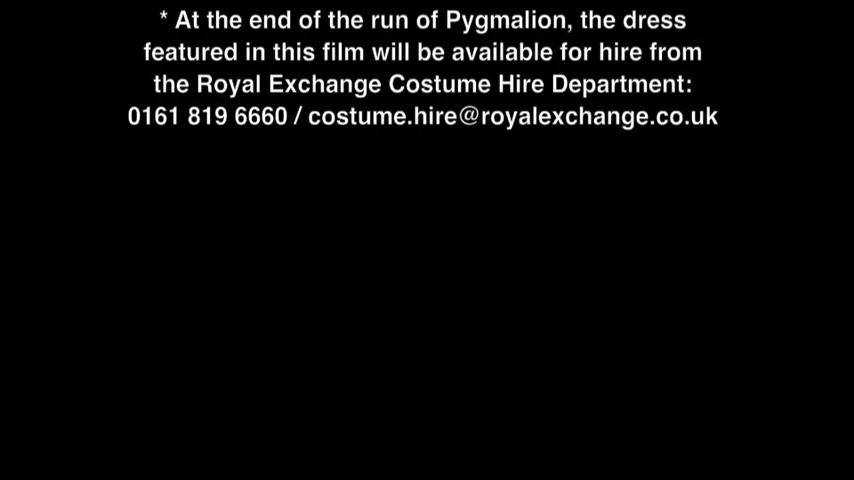 * At the end of the run of Pygmalion, the dress
featured in this film will be available for hire from
the Royal Exchange Costume Hire Department:
0161 819 6660 / costume.hire@royalexchange.co.uk